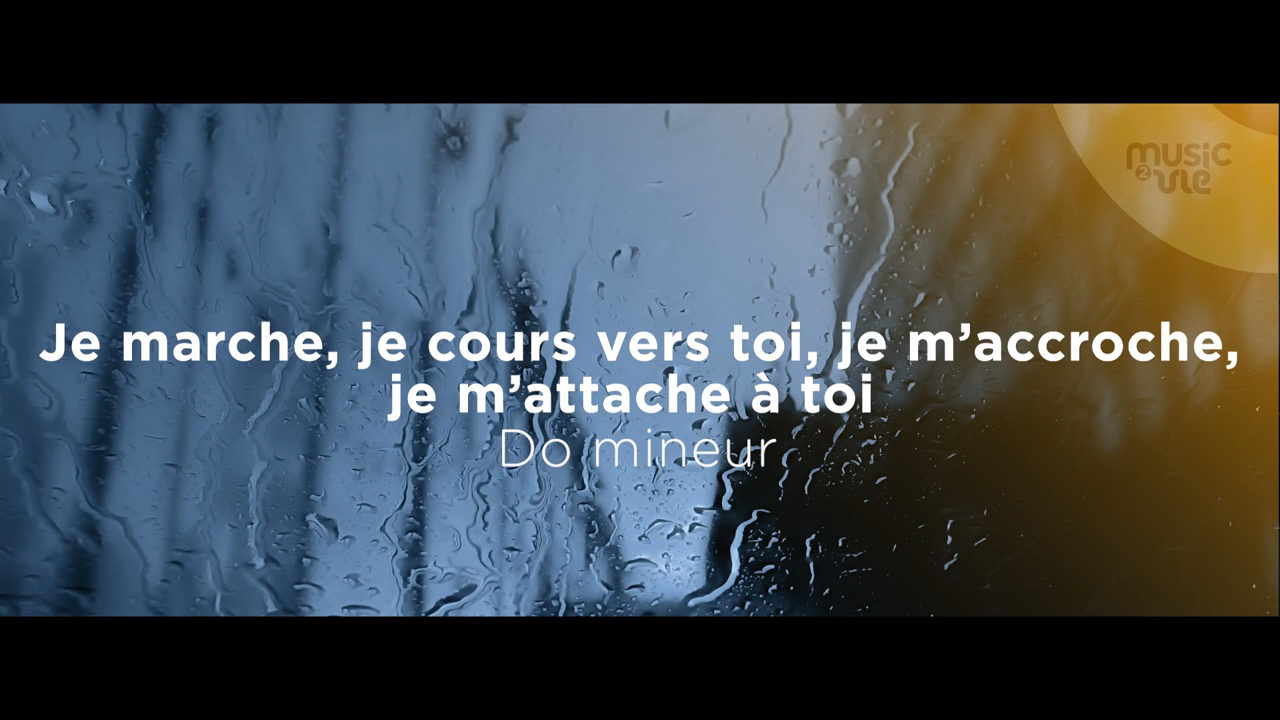 music
2 vie
Je marche, je cours vers toi, je m’accroche,
je m’attache à toi
Do mineur